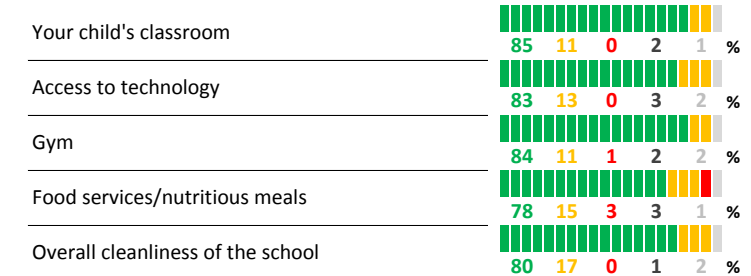 Your child's classroom
85 11 0 2 1 %
Access to technology
83 13 0 3 2 %
Gym
84 11 1 2 2 %
Food services/nutritious meals
78 15 3 3 1 %
Overall cleanliness of the school
80 17 0 1 2 %